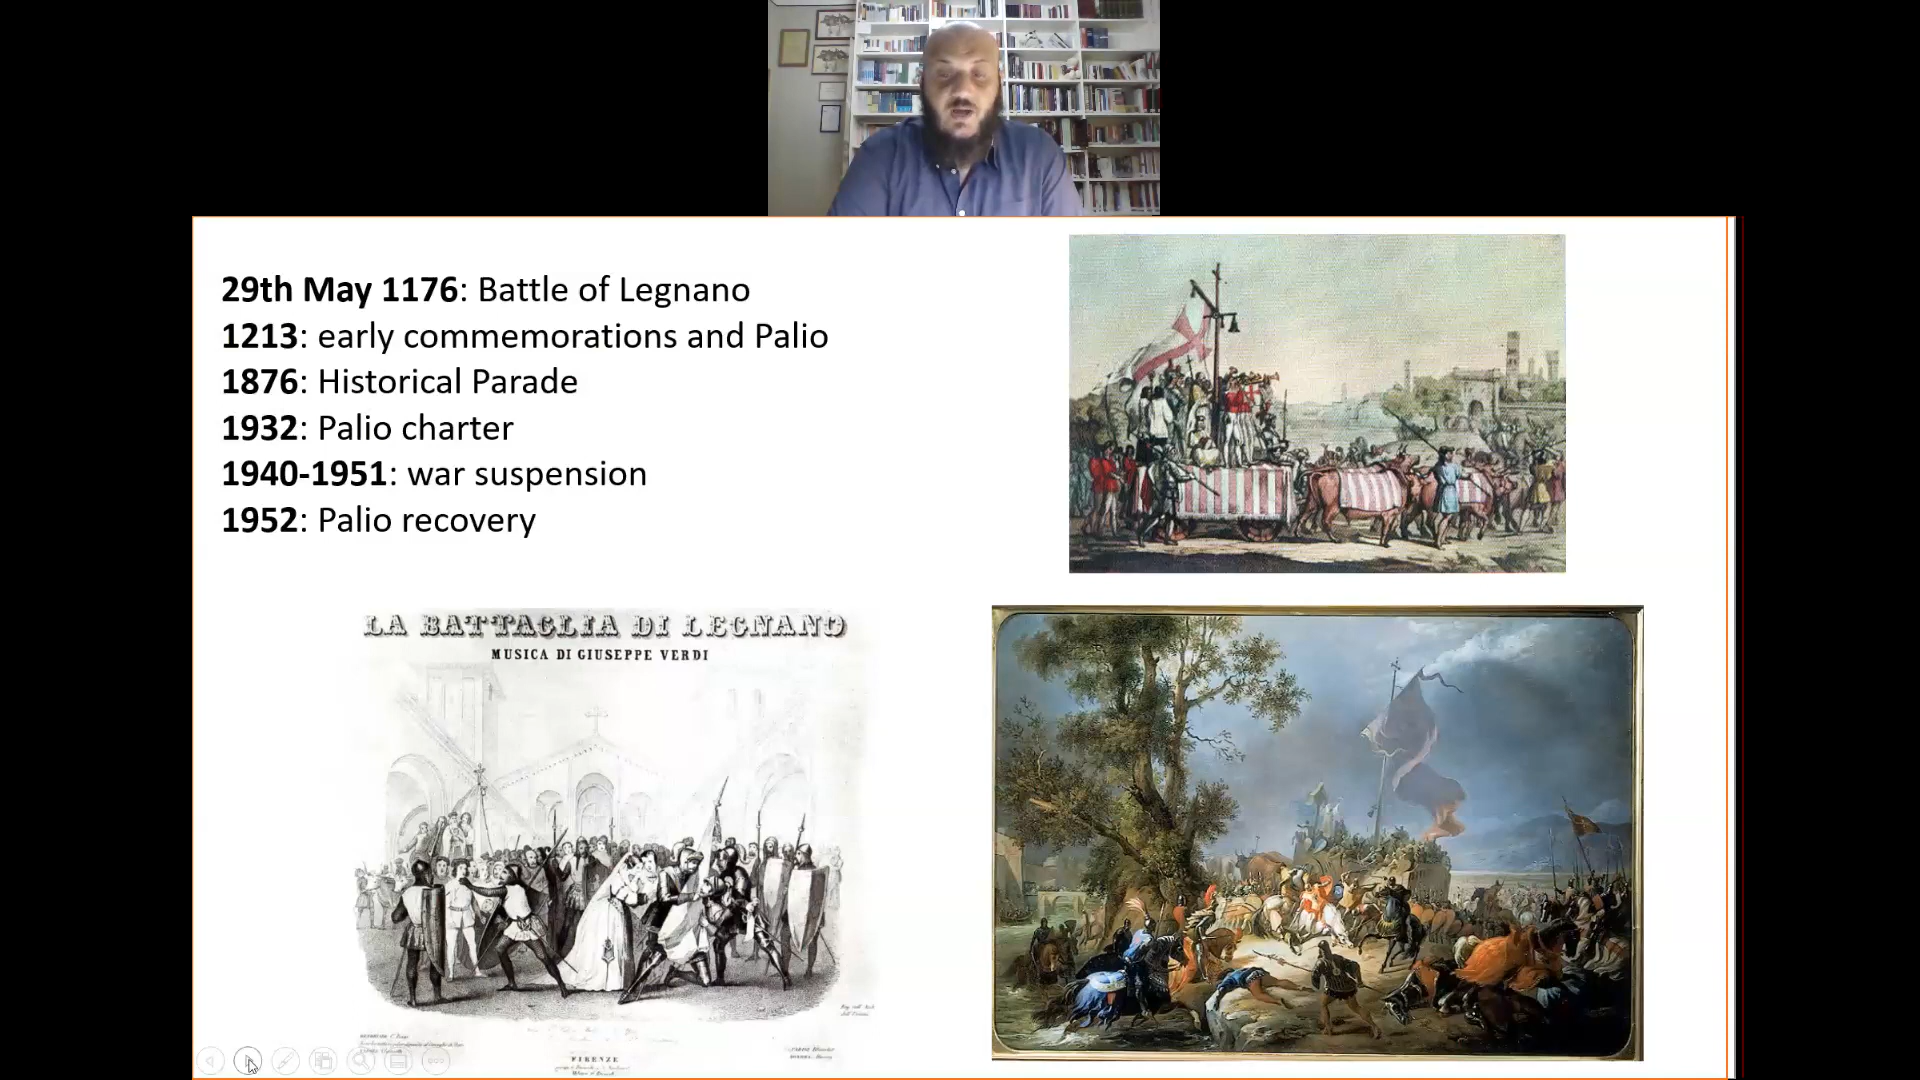 29th May 1176: Battle of Legnano
1213: early commemorations and Palio
1876: Historical Parade
1932: Palio charter
1940-1951: war suspension
1952: Palio recovery
LA BATTAGLIA DI LEGNANO
MUSICA DI GIUSEPPE VERDI
FIRENZE